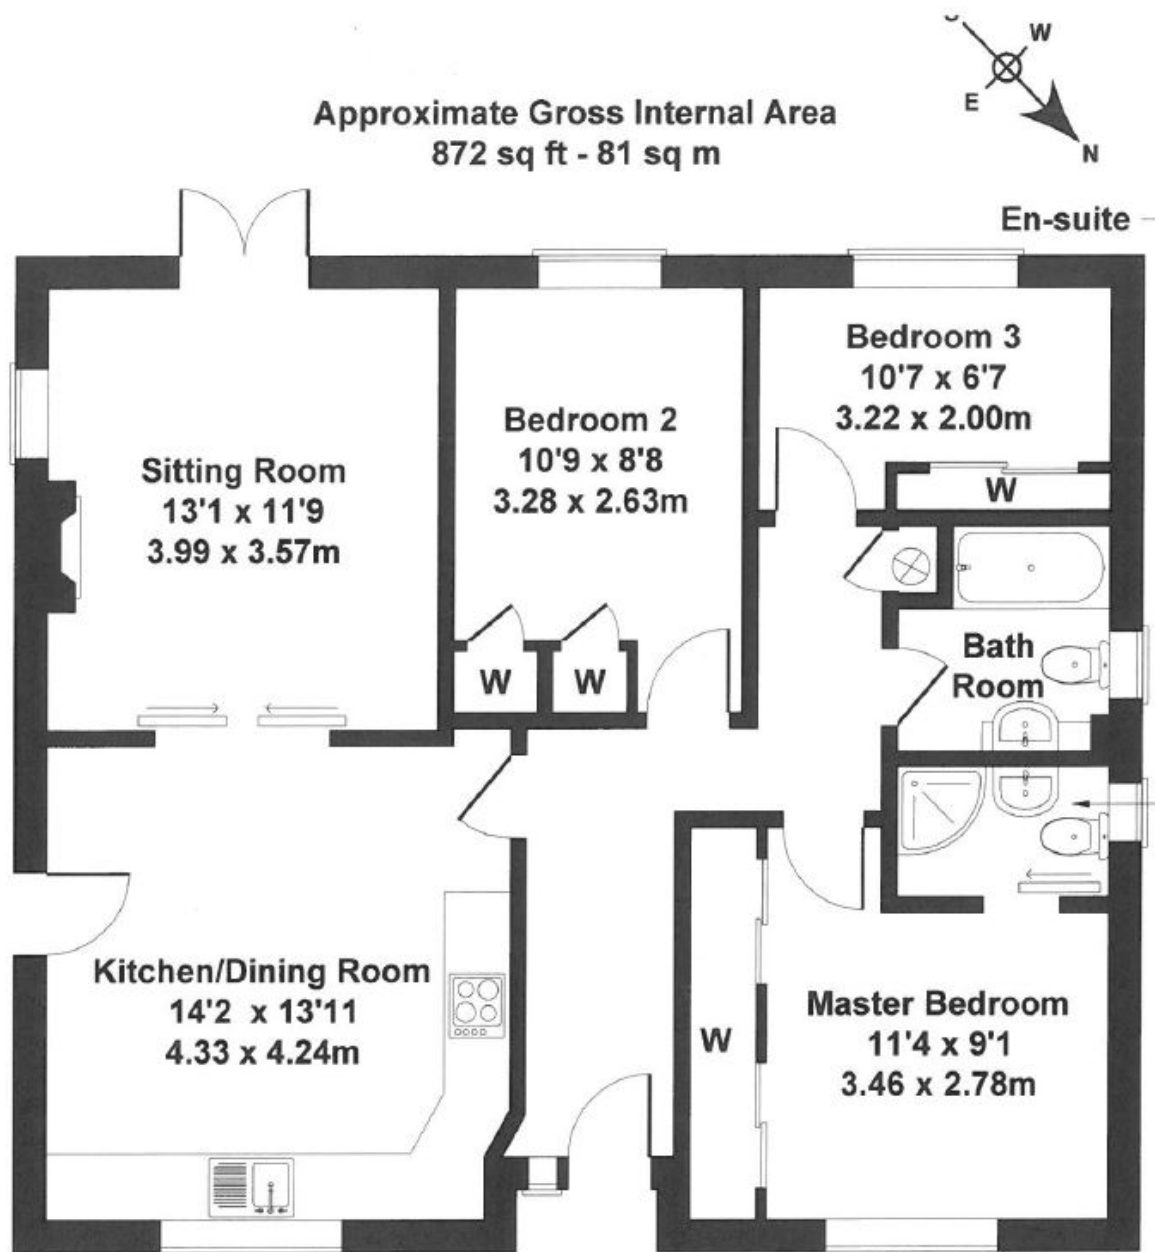 W
E
N
Approximate Gross Internal Area
872 sq ft - 81 sq m
En-suite
Bedroom 3
10'7 x 6'7
3.22 x 2.00m
W
Bedroom 2
10'9 x 8'8
3.28 x 2.63m
Sitting Room
13'1 x 11'9
3.99 x 3.57m
W
W
Bath
Room
Kitchen/Dining Room
14'2 x 13'11
4.33 x 4.24m
W
Master Bedroom
11'4 x 9'1
3.46 x 2.78m